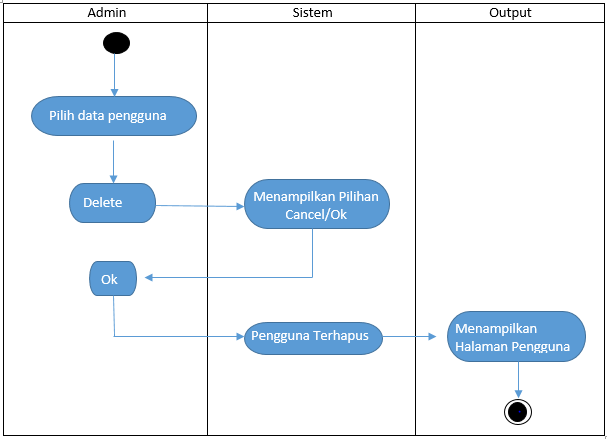 Admin
Sistem
Output
Pilih data pengguna
Delete
Menampilkan Pilihan
Cancel/Ok
Ok
Pengguna Terhapus
Menampilkan
Halaman Pengguna